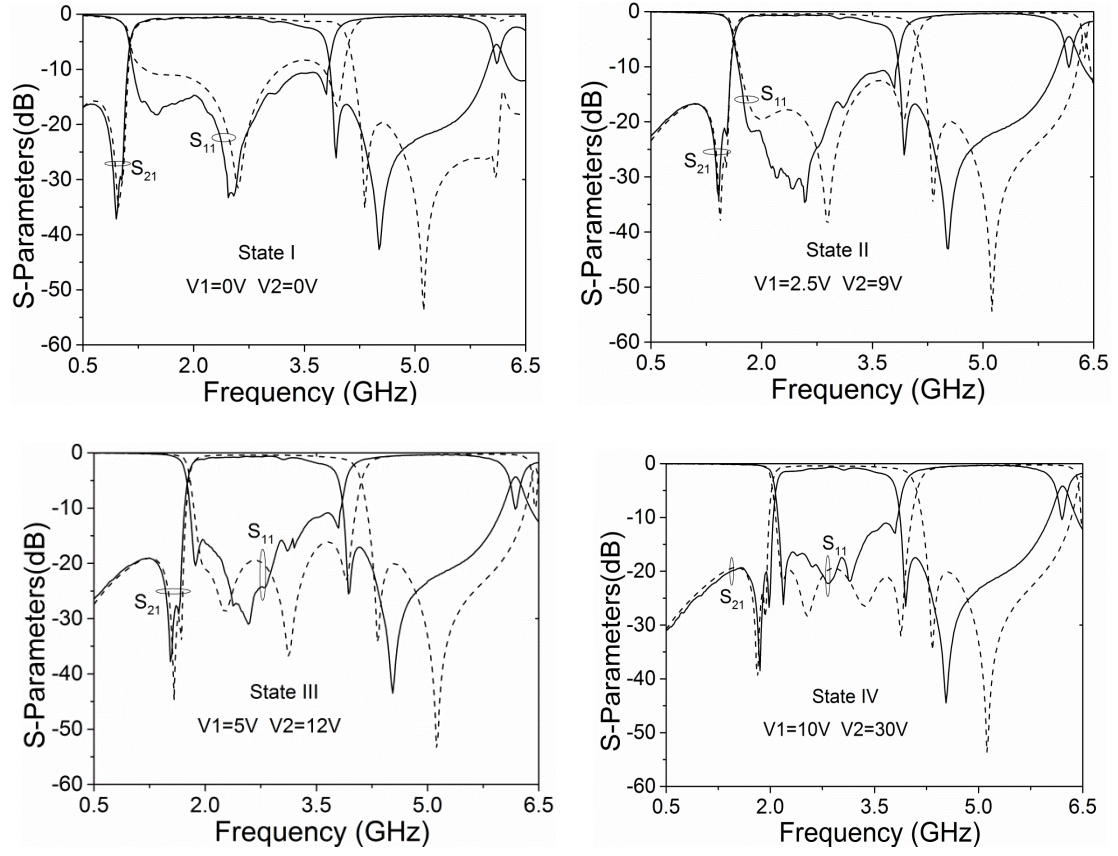 0
-10
-20
-30
-40
-50
-60
S-Parameters(dB)
S11
S21
State I
V1=0V V2=0V
0.5 2.0 3.5 5.0 6.5
Frequency (GHz)
0
-10
-20
-30
-40
-50
-60
S-Parameters(dB)
S11
S21
State II
V1=2.5V V2=9V
0.5 2.0 3.5 5.0 6.5
Frequency (GHz)
0
-10
-20
-30
-40
-50
-60
S-Parameters(dB)
S11
S21
State III
V1=5V V2=12V
0.5 2.0 3.5 5.0 6.5
Frequency (GHz)
0
-10
-20
-30
-40
-50
-60
S-Parameters(dB)
S11
S21
State IV
V1=10V V2=30V
0.5 2.0 3.5 5.0 6.5
Frequency (GHz)